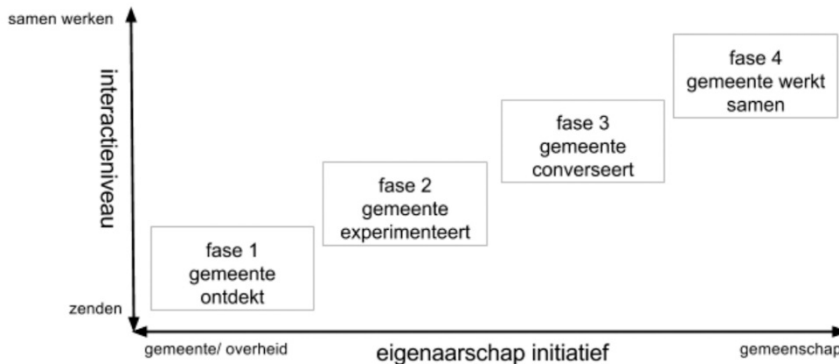 samen werken
interactieniveau
zenden
fase 1
gemeente
ontdekt
fase 2
gemeente
experimenteert
fase 3
gemeente
converseert
fase 4
gemeente werkt
samen
gemeente/ overheid
eigenaarschap initiatief
gemeenschap